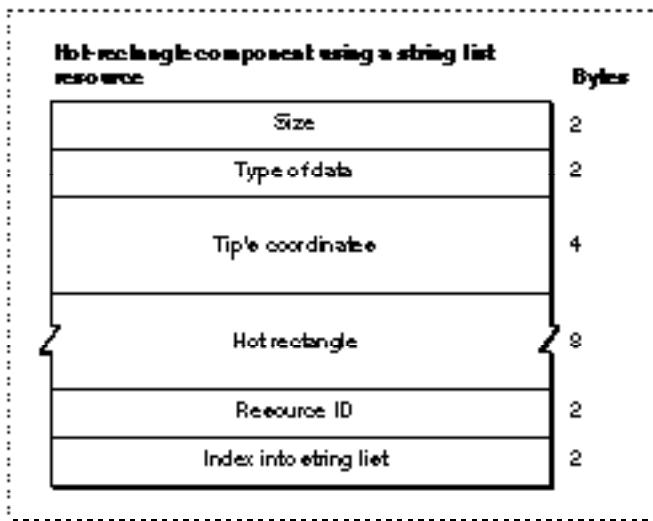 Hot-rectangle component using a string list
resource
Bytes
Size 2
Type of data 2
Tip's coordinates 4
Hot rectangle 8
Resource ID 2
Index into string list 2